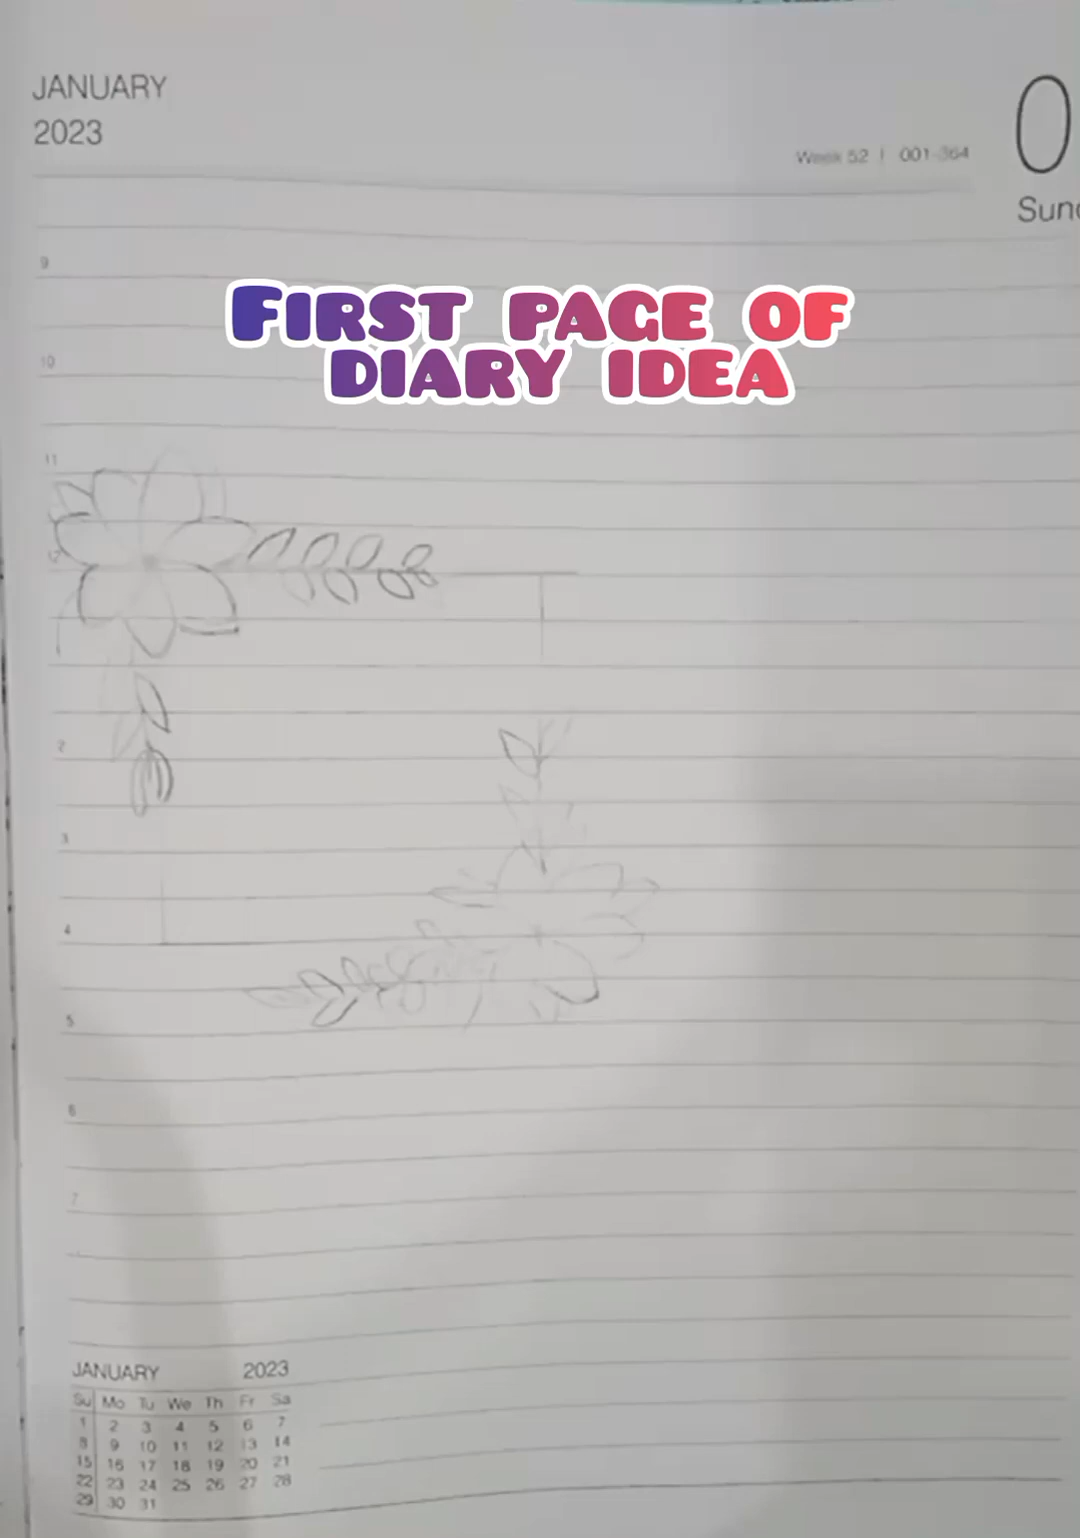 JANUARY
2023
Week 52 | 001-364
0
9
FIRST PAGE OF
DIARY IDEA
10
11
12
2
3
4
5
6
7
JANUARY 2023
Su Mo Tu We Th Fr Sa
1 2 3 4 5 6 7
8 9 10 11 12 13 14
15 16 17 18 19 20 21
22 23 24 25 26 27 28
29 30 31